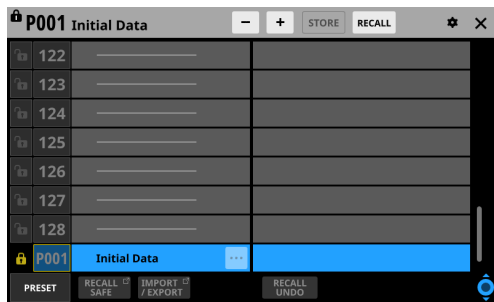 P001 Initial Data
− + STORE RECALL
122
123
124
125
126
127
128
P001 Initial Data ...
PRESET RECALL SAFE IMPORT / EXPORT RECALL UNDO